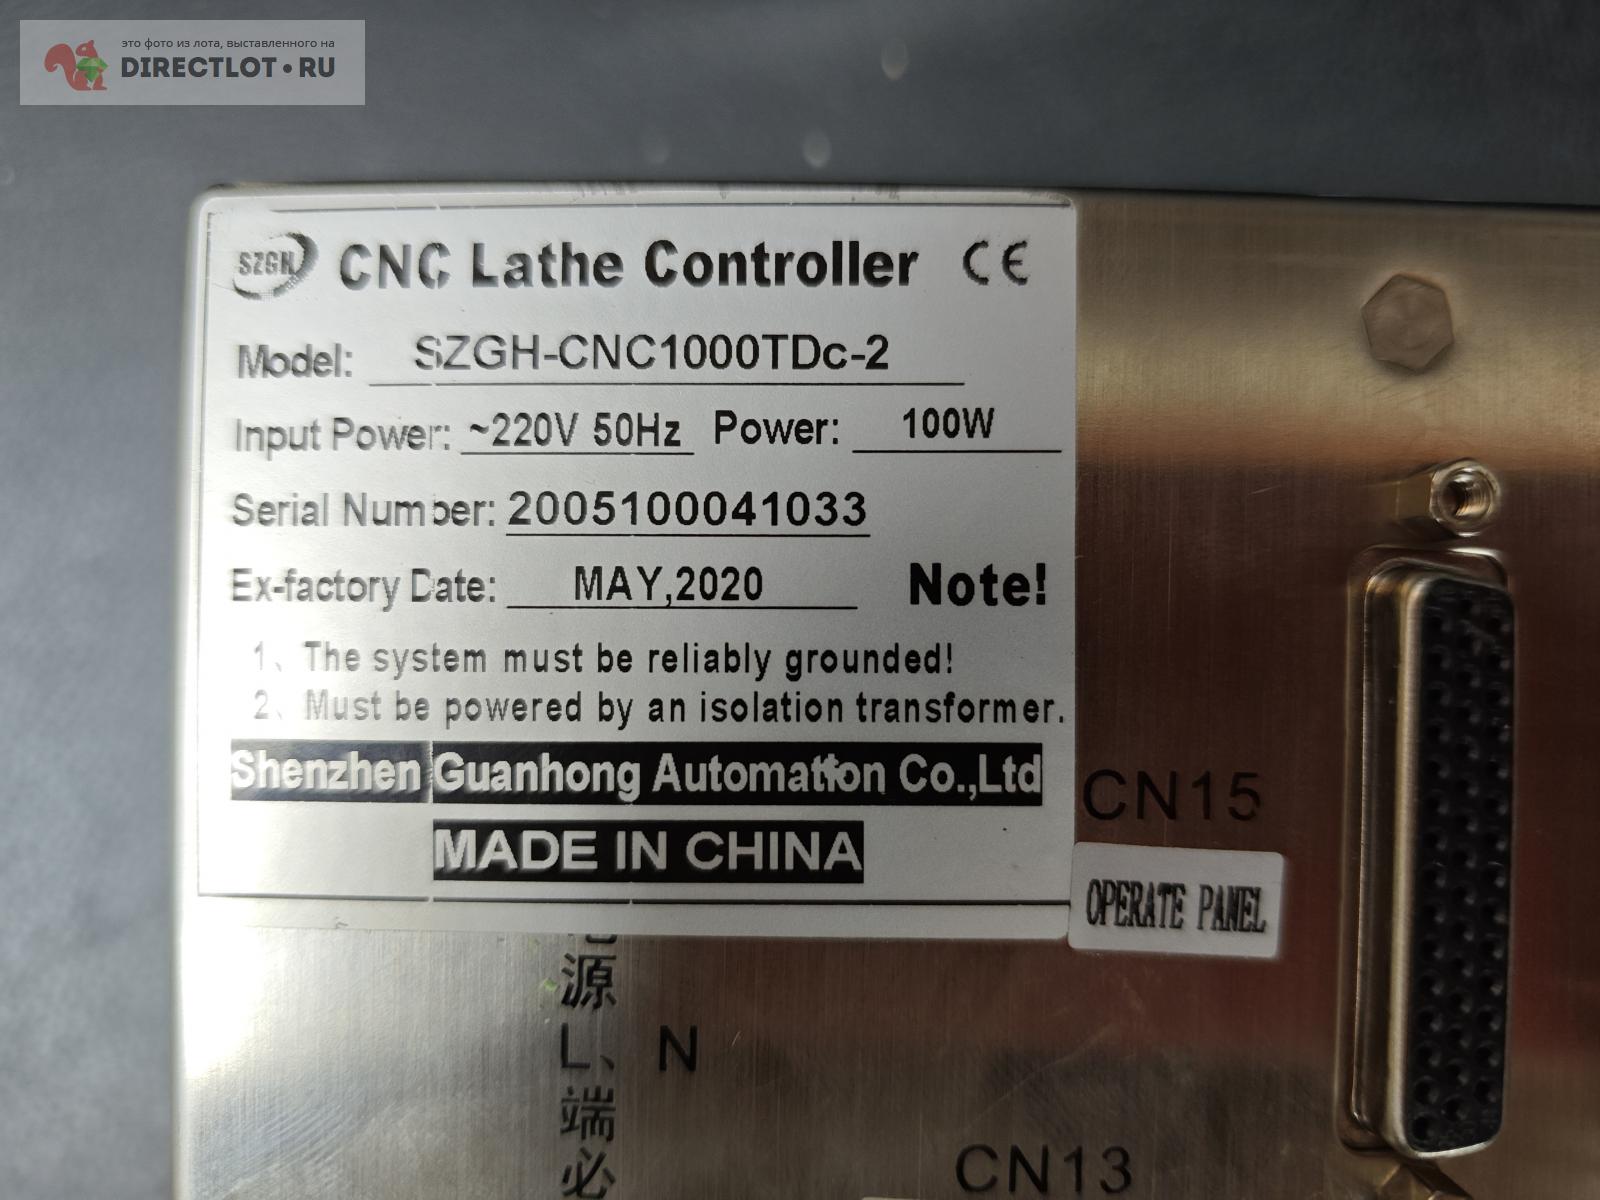 это фото из лота, выставленного на
DIRECTLOT•RU
SZGH CNC Lathe Controller CE
Model: SZGH-CNC1000TDc-2
Input Power: ~220V 50Hz Power: 100W
Serial Number: 2005100041033
Ex-factory Date: MAY,2020 Note!
1、The system must be reliably grounded!
2、Must be powered by an isolation transformer.
Shenzhen Guanhong Automation Co.,Ltd
MADE IN CHINA
CN15
OPERATE PANEL
源
L、N
端
必
CN13